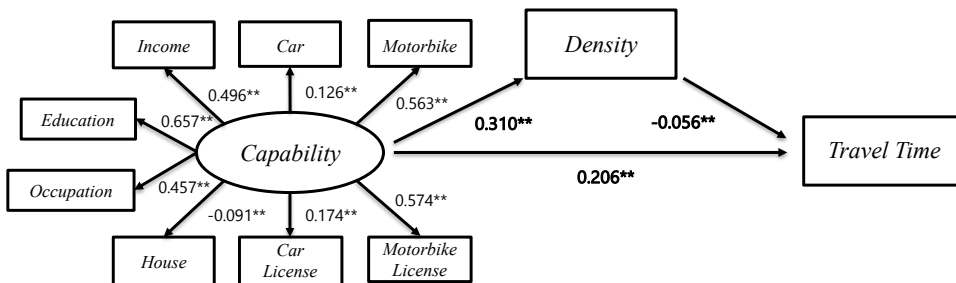 Income
Car
Motorbike
Density
0.496**
0.126**
0.563**
Education
0.657**
0.310**
-0.056**
Capability
Travel Time
Occupation
0.457**
0.206**
-0.091**
0.174**
0.574**
House
Car
License
Motorbike
License